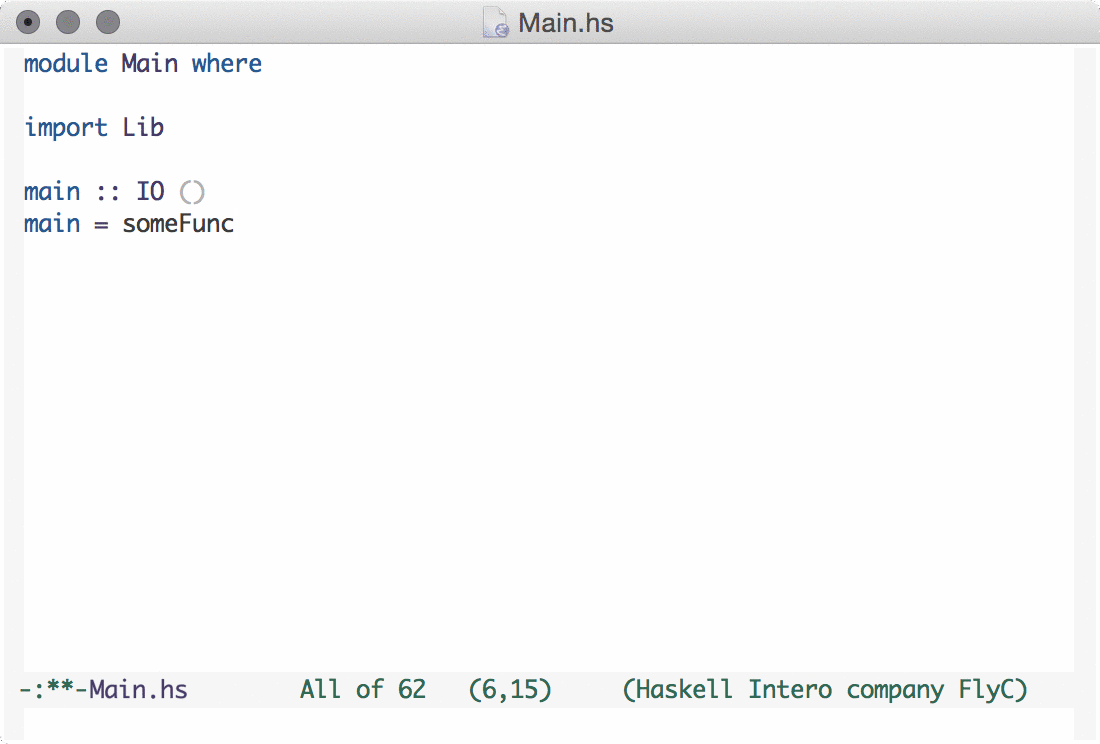 Main.hs
module Main where
import Lib
main :: IO ()
main = someFunc
-:**-Main.hs All of 62 (6,15) (Haskell Intero company FlyC)